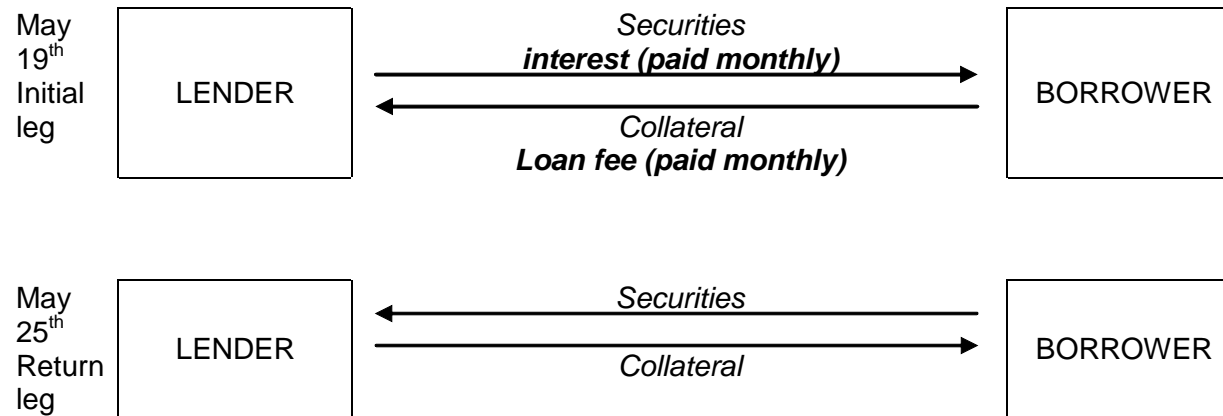 May
19th
Initial
leg
LENDER
Securities
interest (paid monthly)
Collateral
Loan fee (paid monthly)
BORROWER
May
25th
Return
leg
LENDER
Securities
Collateral
BORROWER